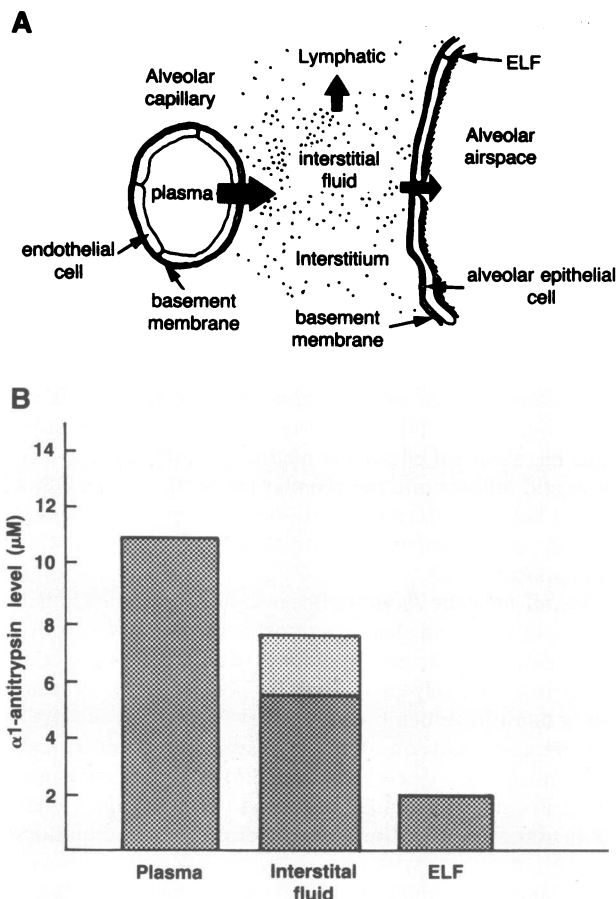 A
Lymphatic
ELF
Alveolar
capillary
Alveolar
airspace
interstitial
fluid
plasma
endothelial
cell
Interstitium
alveolar epithelial
cell
basement
membrane
basement
membrane
B
α1-antitrypsin level (μM)
14
12
10
8
6
4
2
Plasma
Interstital
fluid
ELF